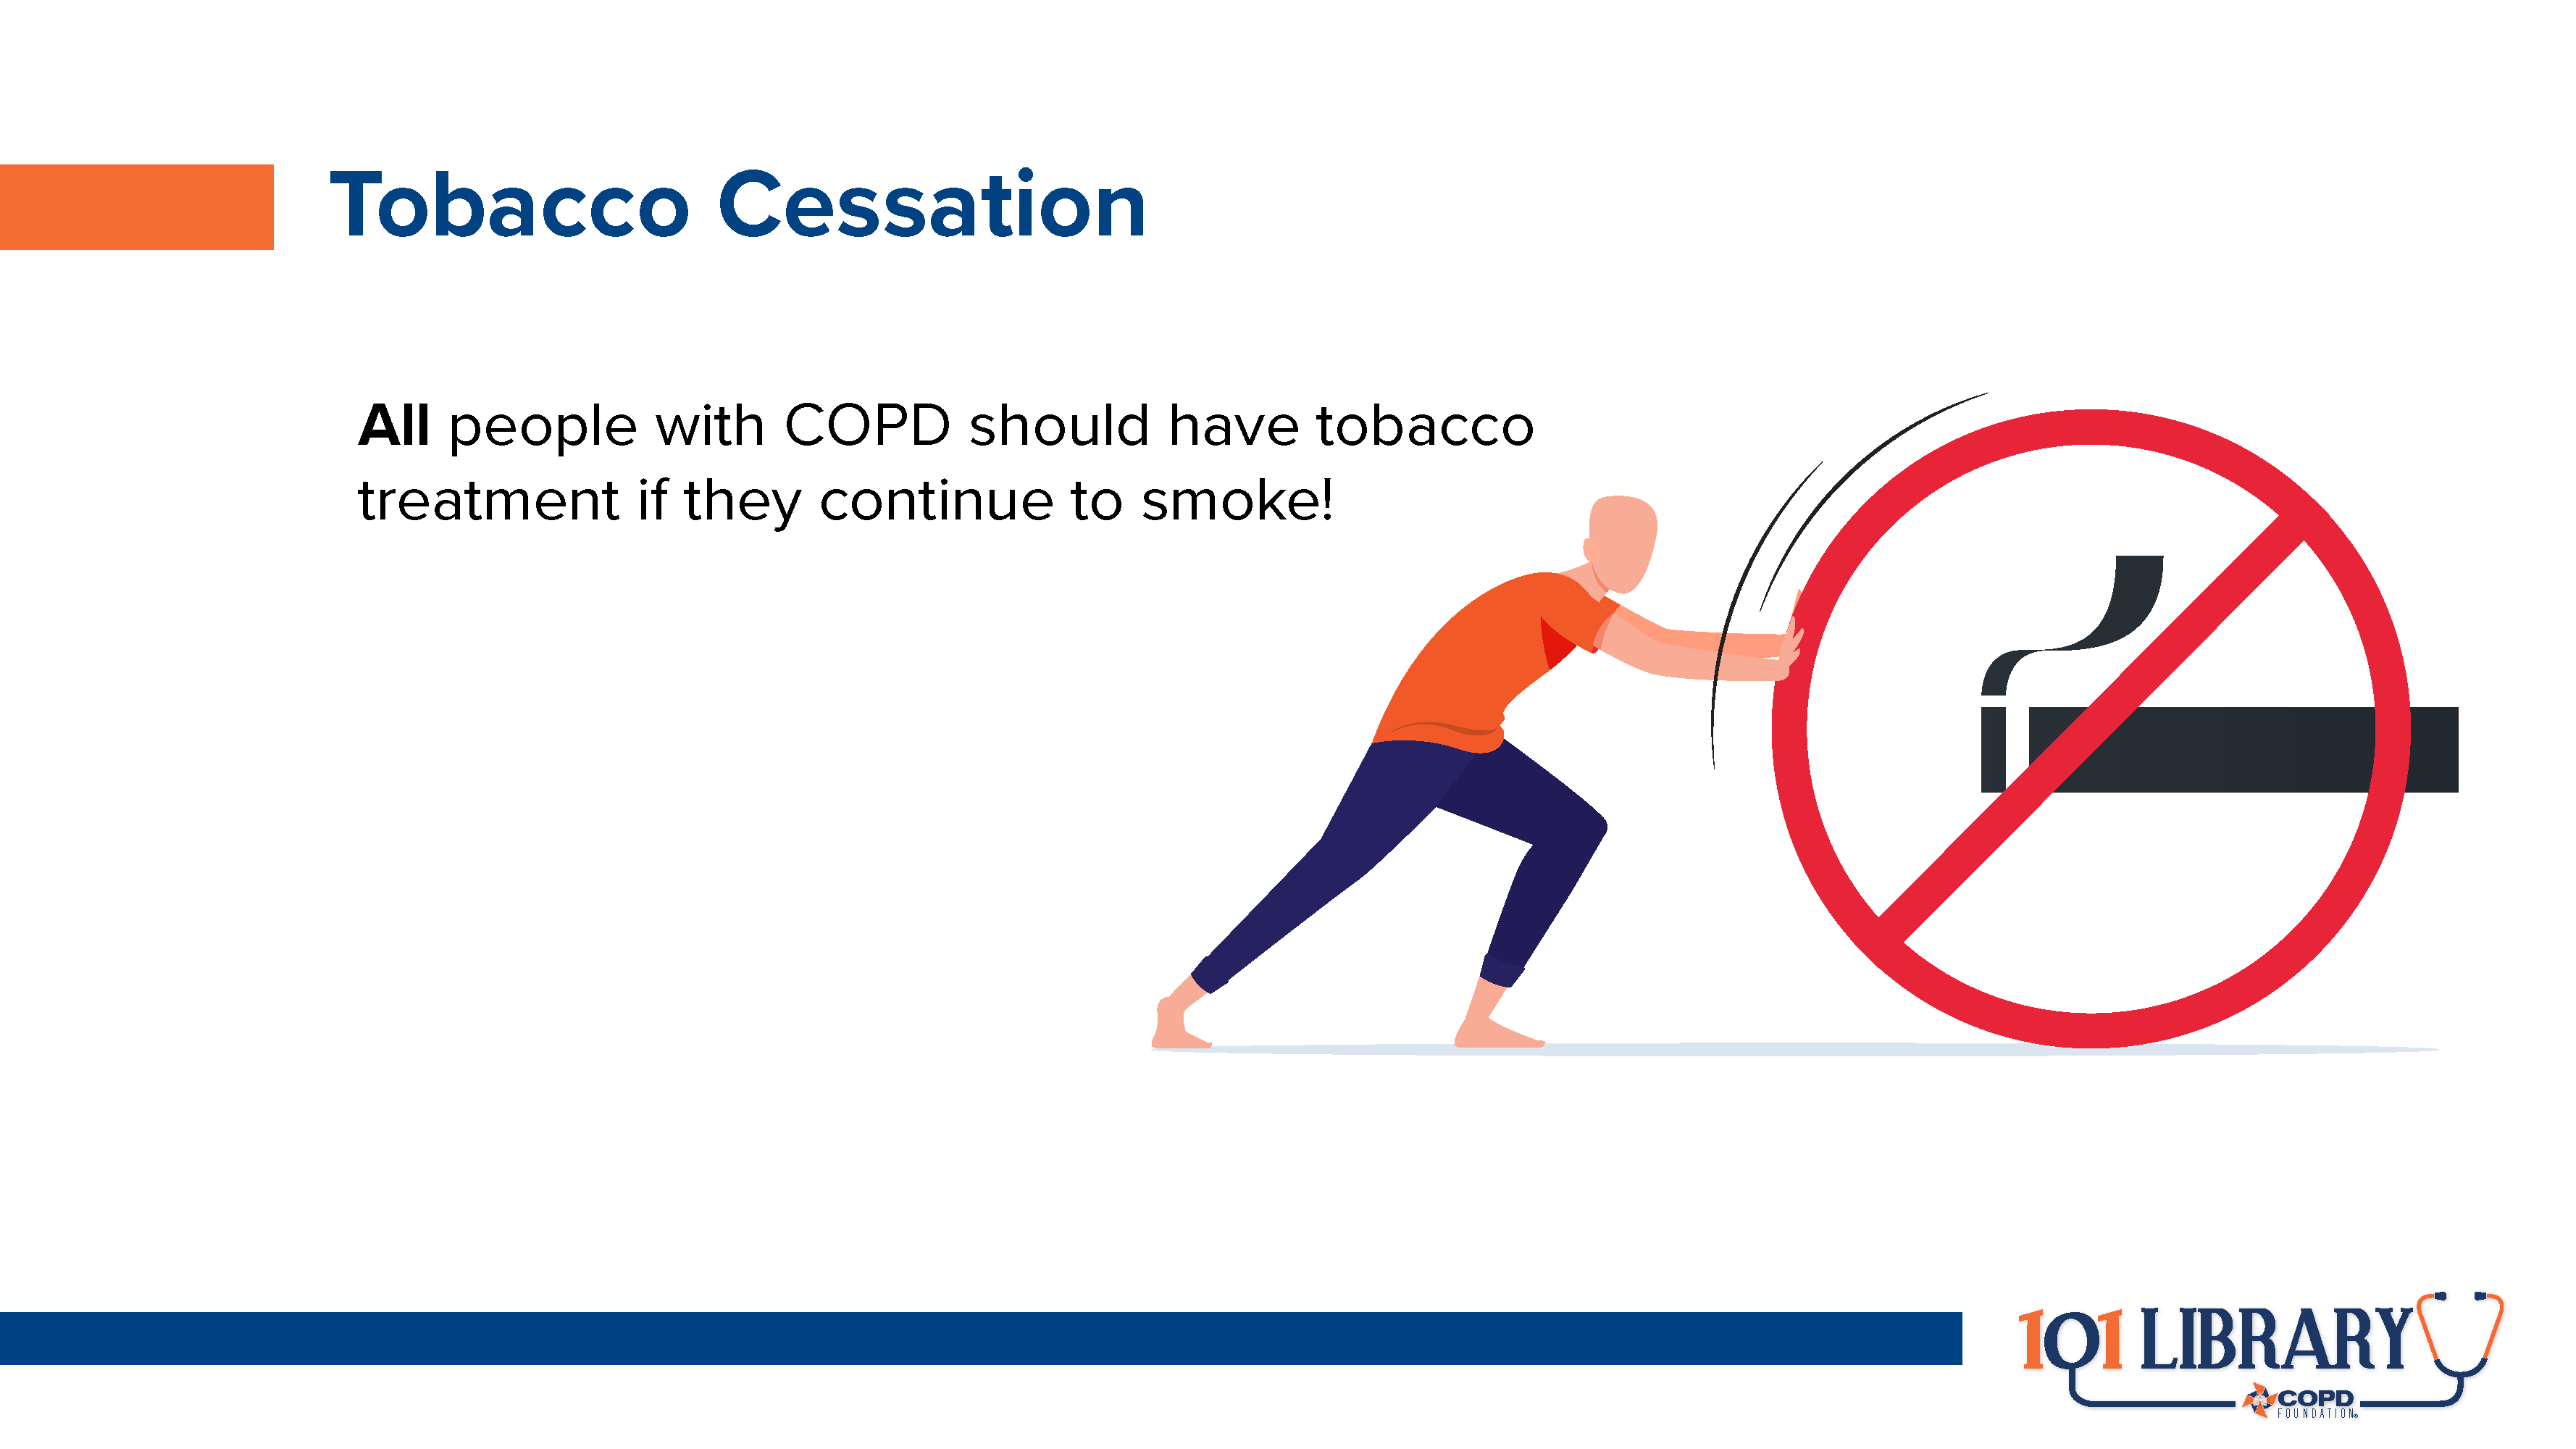 Tobacco Cessation
All people with COPD should have tobacco
treatment if they continue to smoke!
101 LIBRARY
COPD
FOUNDATION®